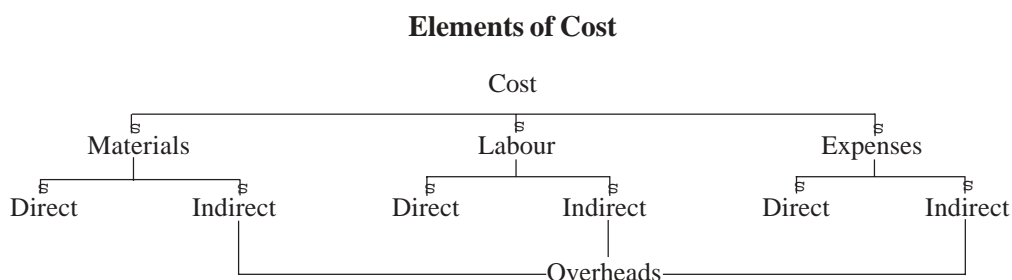 Elements of Cost
Cost
Materials Labour Expenses
Direct Indirect Direct Indirect Direct Indirect
Overheads